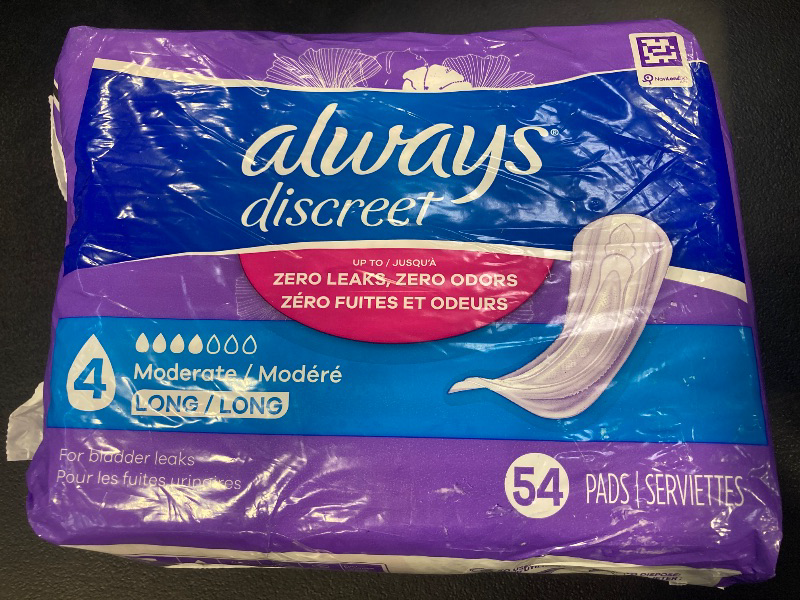 NaviLens
always®
discreet
UP TO / JUSQU'À
ZERO LEAKS, ZERO ODORS
ZÉRO FUITES ET ODEURS
4
Moderate / Modéré
LONG / LONG
For bladder leaks
Pour les fuites urinaires
54 PADS | SERVIETTES